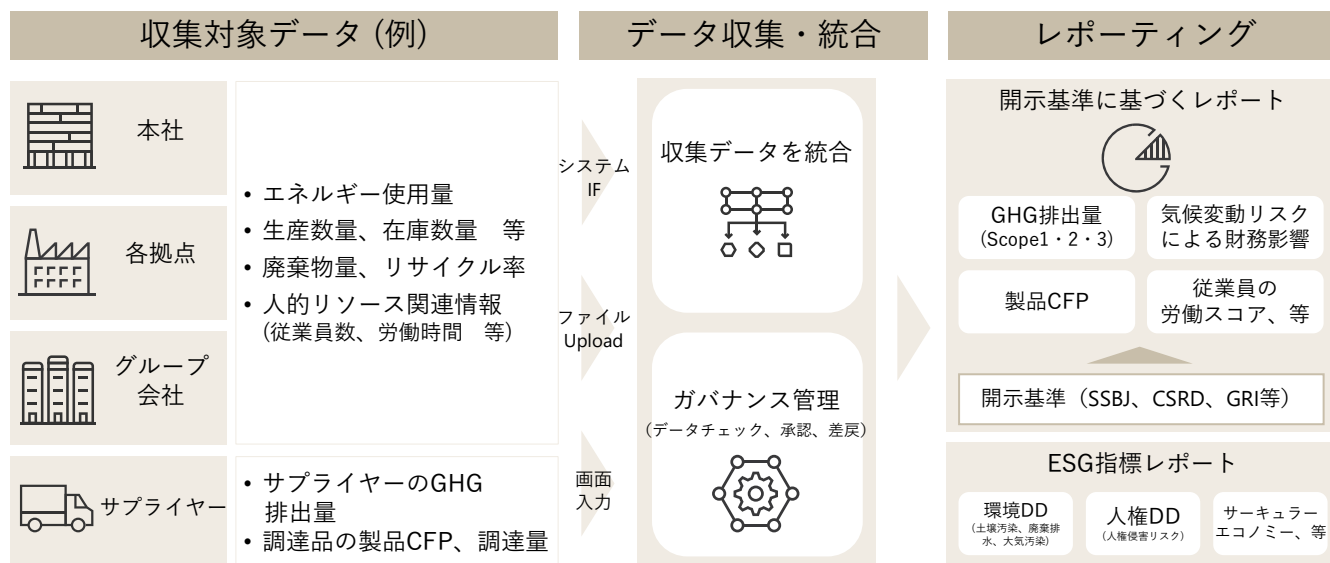 収集対象データ (例)
データ収集・統合
レポーティング
本社
各拠点
グループ
会社
サプライヤー
• エネルギー使用量
• 生産数量、在庫数量　等
• 廃棄物量、リサイクル率
• 人的リソース関連情報
(従業員数、労働時間　等)
• サプライヤーのGHG
排出量
• 調達品の製品CFP、調達量
システム
IF
ファイル
Upload
画面
入力
収集データを統合
ガバナンス管理
(データチェック、承認、差戻)
開示基準に基づくレポート
GHG排出量
(Scope1・2・3)
気候変動リスク
による財務影響
製品CFP
従業員の
労働スコア、等
開示基準（SSBJ、CSRD、GRI等）
ESG指標レポート
環境DD
(土壌汚染、廃棄排
水、大気汚染)
人権DD
(人権侵害リスク)
サーキュラー
エコノミー、等